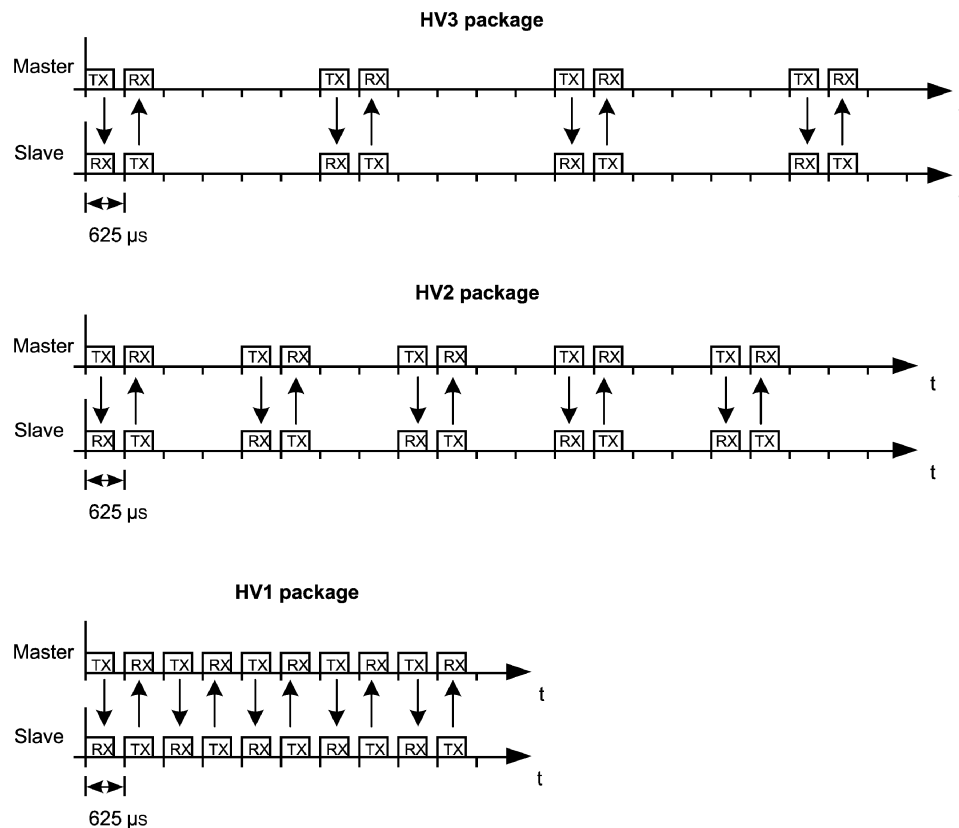 HV3 package
Master TX RX TX RX TX RX TX RX
Slave RX TX RX TX RX TX RX TX
625 µs
HV2 package
Master TX RX TX RX TX RX TX RX TX RX
t
Slave RX TX RX TX RX TX RX TX RX TX
t
625 µs
HV1 package
Master TX RX TX RX TX RX TX RX TX RX
t
Slave RX TX RX TX RX TX RX TX RX TX
t
625 µs